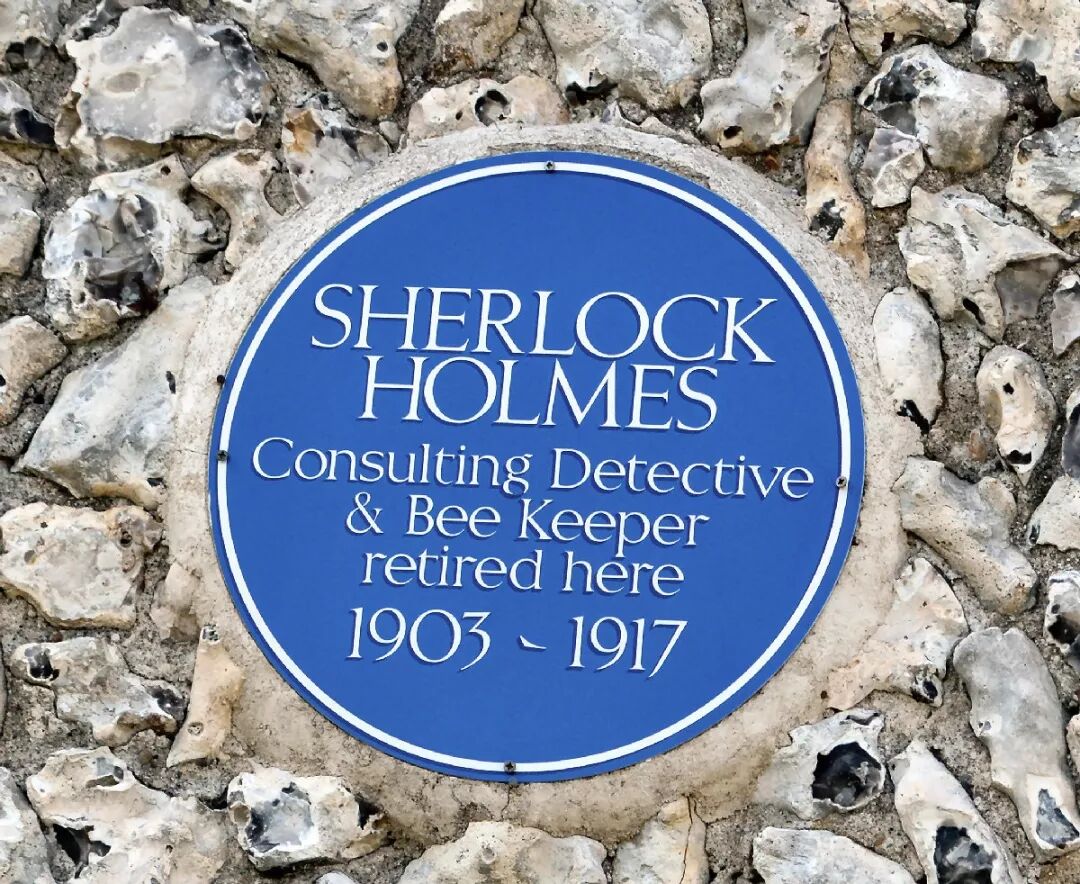 SHERLOCK
HOLMES
Consulting Detective
& Bee Keeper
retired here
1903 - 1917